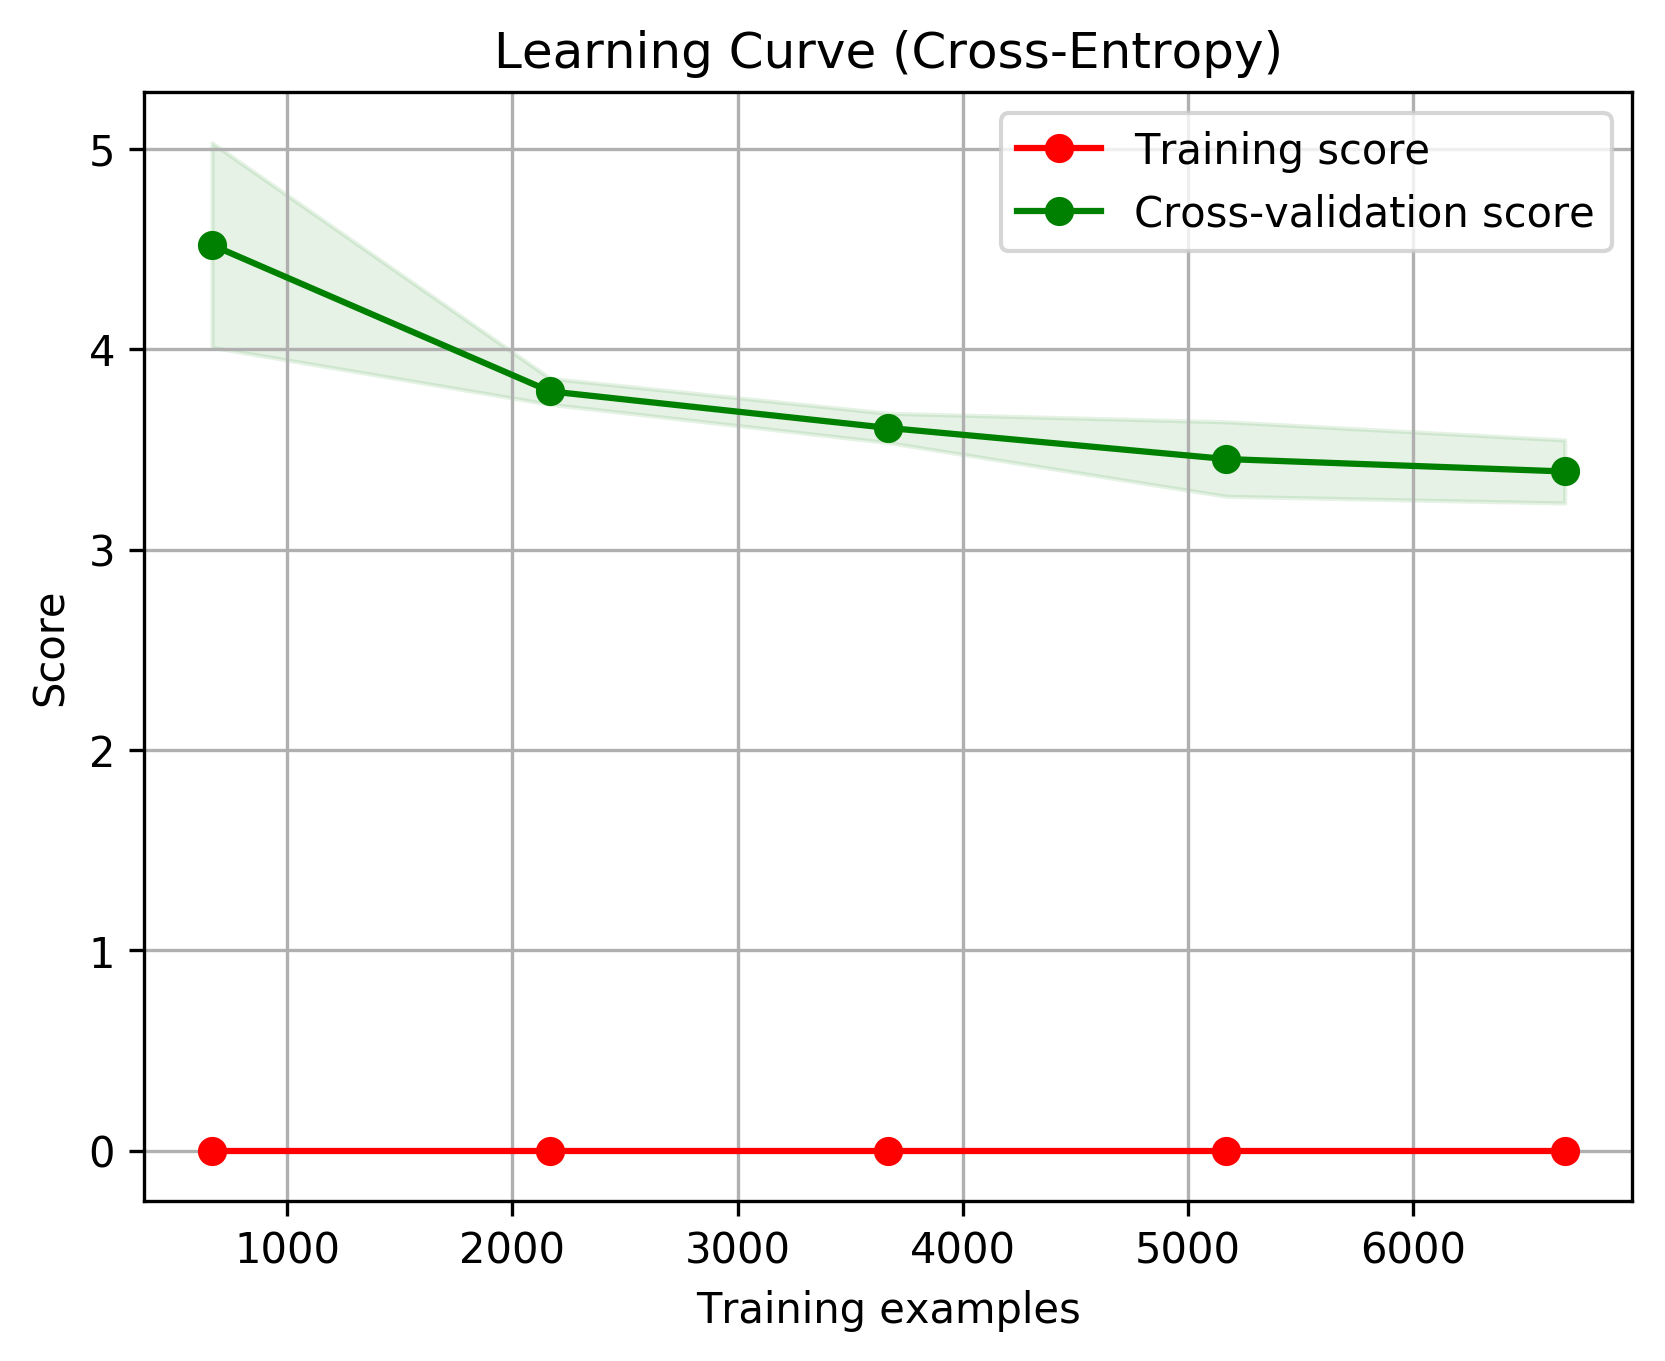 Learning Curve (Cross-Entropy)
Training score
Cross-validation score
5
4
3
2
1
0
Score
1000 2000 3000 4000 5000 6000
Training examples